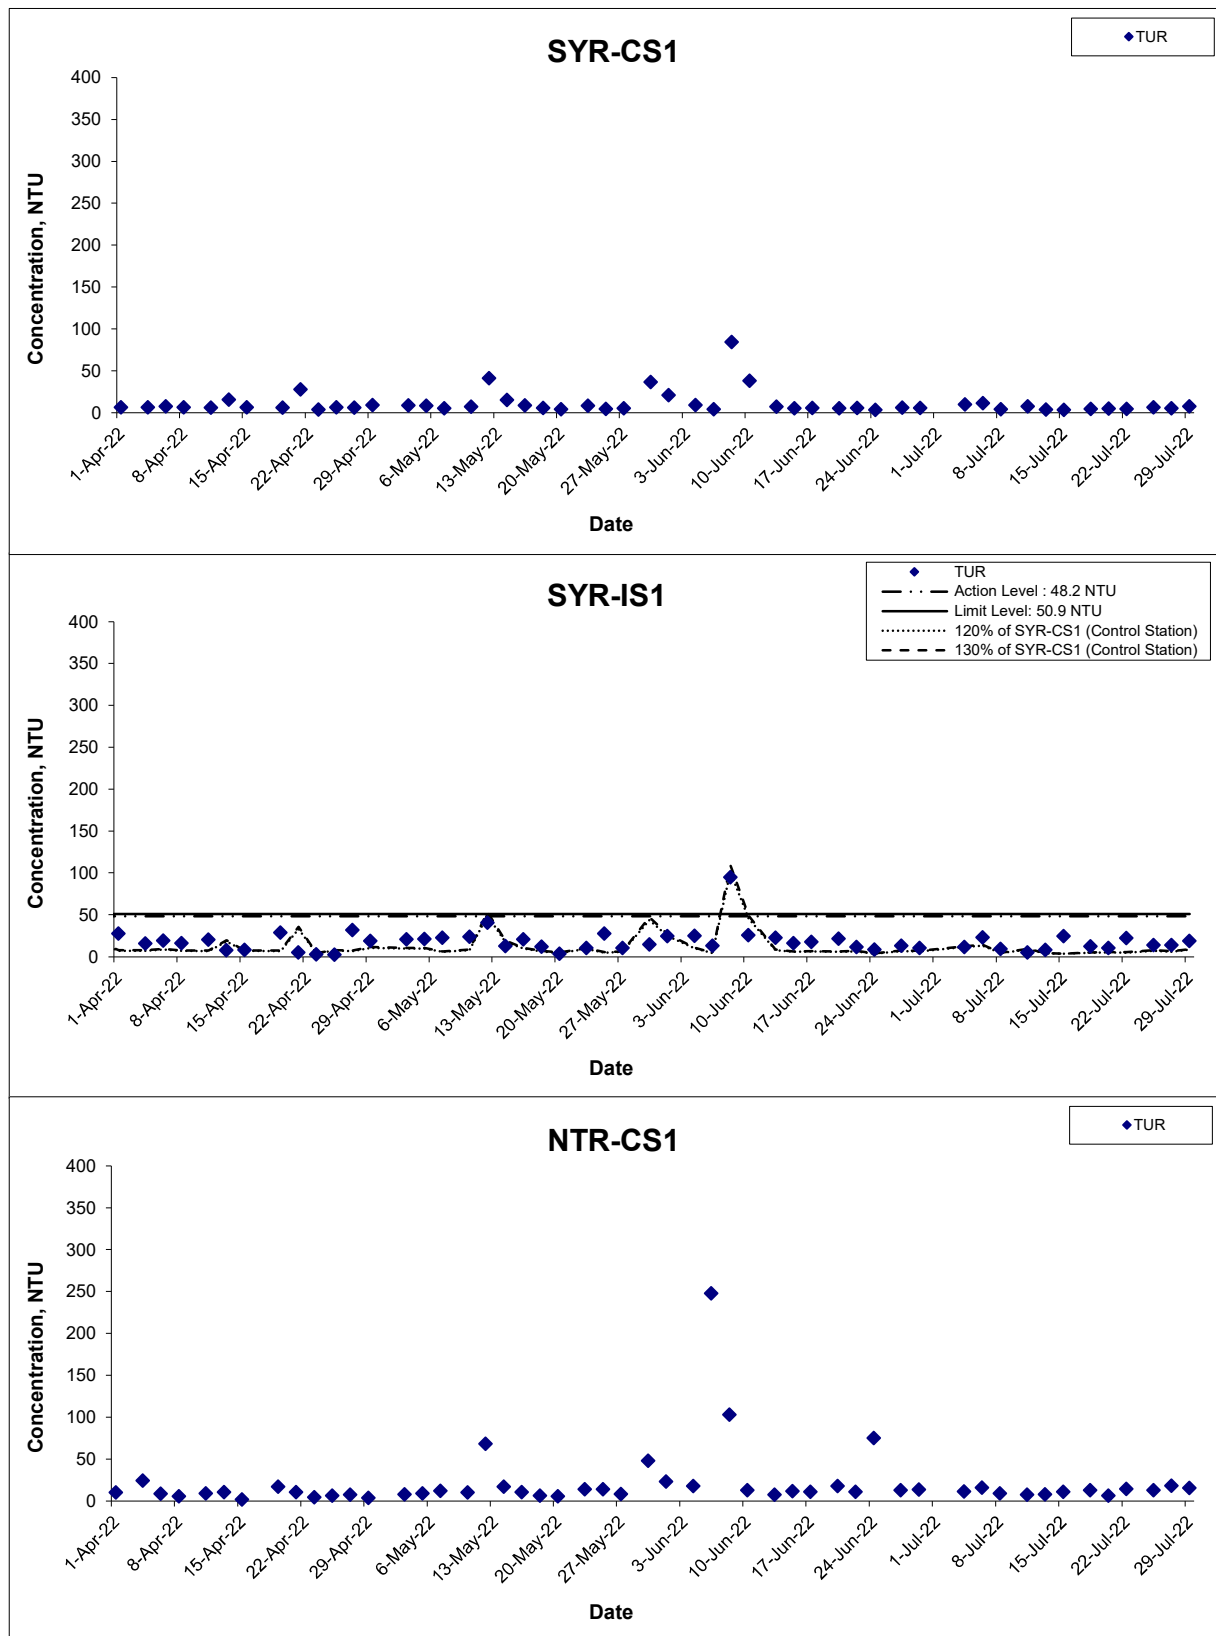 SYR-CS1
TUR
400
350
300
250
200
150
100
50
0
Concentration, NTU
1-Apr-22
8-Apr-22
15-Apr-22
22-Apr-22
29-Apr-22
6-May-22
13-May-22
20-May-22
27-May-22
3-Jun-22
10-Jun-22
17-Jun-22
24-Jun-22
1-Jul-22
8-Jul-22
15-Jul-22
22-Jul-22
29-Jul-22
Date
SYR-IS1
TUR
Action Level : 48.2 NTU
Limit Level: 50.9 NTU
120% of SYR-CS1 (Control Station)
130% of SYR-CS1 (Control Station)
400
350
300
250
200
150
100
50
0
Concentration, NTU
1-Apr-22
8-Apr-22
15-Apr-22
22-Apr-22
29-Apr-22
6-May-22
13-May-22
20-May-22
27-May-22
3-Jun-22
10-Jun-22
17-Jun-22
24-Jun-22
1-Jul-22
8-Jul-22
15-Jul-22
22-Jul-22
29-Jul-22
Date
NTR-CS1
TUR
400
350
300
250
200
150
100
50
0
Concentration, NTU
1-Apr-22
8-Apr-22
15-Apr-22
22-Apr-22
29-Apr-22
6-May-22
13-May-22
20-May-22
27-May-22
3-Jun-22
10-Jun-22
17-Jun-22
24-Jun-22
1-Jul-22
8-Jul-22
15-Jul-22
22-Jul-22
29-Jul-22
Date